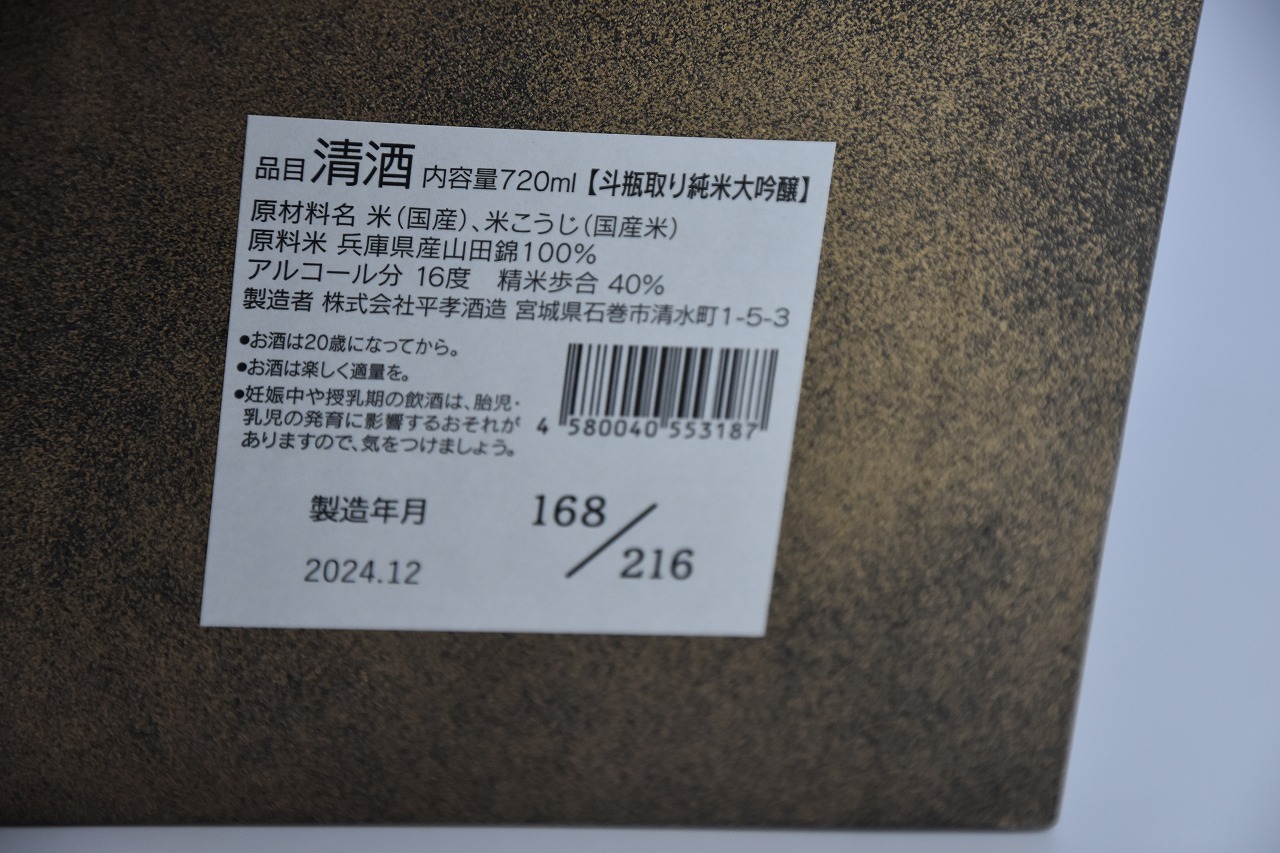 品目 清酒 内容量720ml【斗瓶取り純米大吟醸】
原材料名 米(国産)、米こうじ(国産米)
原料米 兵庫県産山田錦100%
アルコール分 16度 精米歩合 40%
製造者 株式会社平孝酒造 宮城県石巻市清水町1-5-3
●お酒は20歳になってから。
●お酒は楽しく適量を。
●妊娠中や授乳期の飲酒は、胎児・
乳児の発育に影響するおそれが
ありますので、気をつけましょう。
4 580040 553187
製造年月
2024.12
168/216